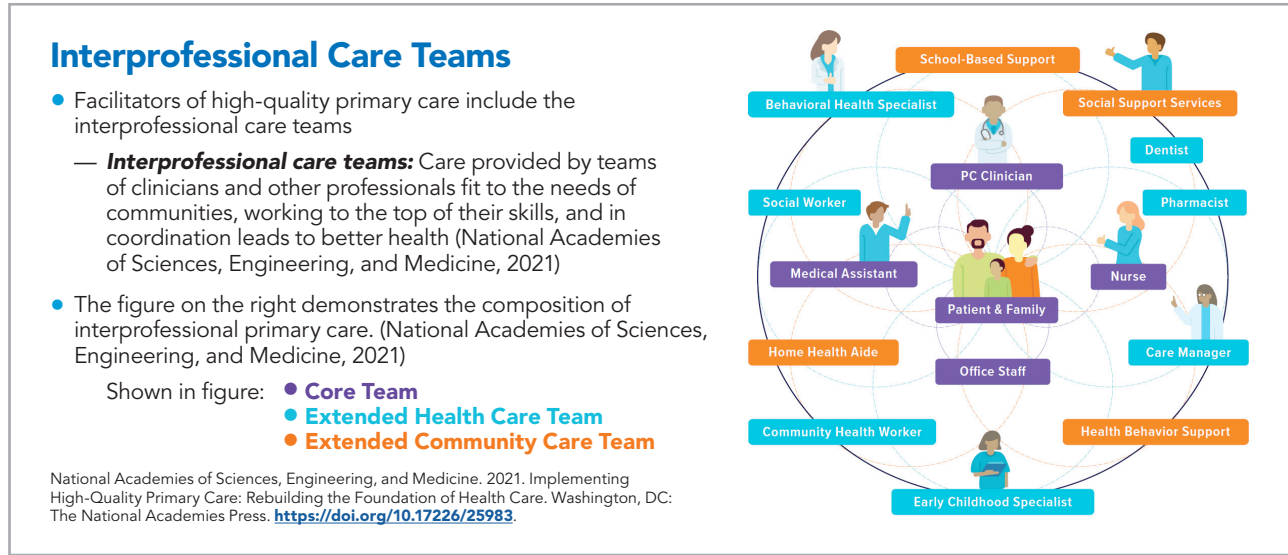 Interprofessional Care Teams
• Facilitators of high-quality primary care include the
interprofessional care teams
— Interprofessional care teams: Care provided by teams
of clinicians and other professionals fit to the needs of
communities, working to the top of their skills, and in
coordination leads to better health (National Academies
of Sciences, Engineering, and Medicine, 2021)
• The figure on the right demonstrates the composition of
interprofessional primary care. (National Academies of Sciences,
Engineering, and Medicine, 2021)
Shown in figure: • Core Team
• Extended Health Care Team
• Extended Community Care Team
National Academies of Sciences, Engineering, and Medicine. 2021. Implementing
High-Quality Primary Care: Rebuilding the Foundation of Health Care. Washington, DC:
The National Academies Press. https://doi.org/10.17226/25983.
School-Based Support
Behavioral Health Specialist
Social Support Services
Dentist
PC Clinician
Social Worker
Pharmacist
Medical Assistant
Nurse
Patient & Family
Home Health Aide
Care Manager
Office Staff
Community Health Worker
Health Behavior Support
Early Childhood Specialist